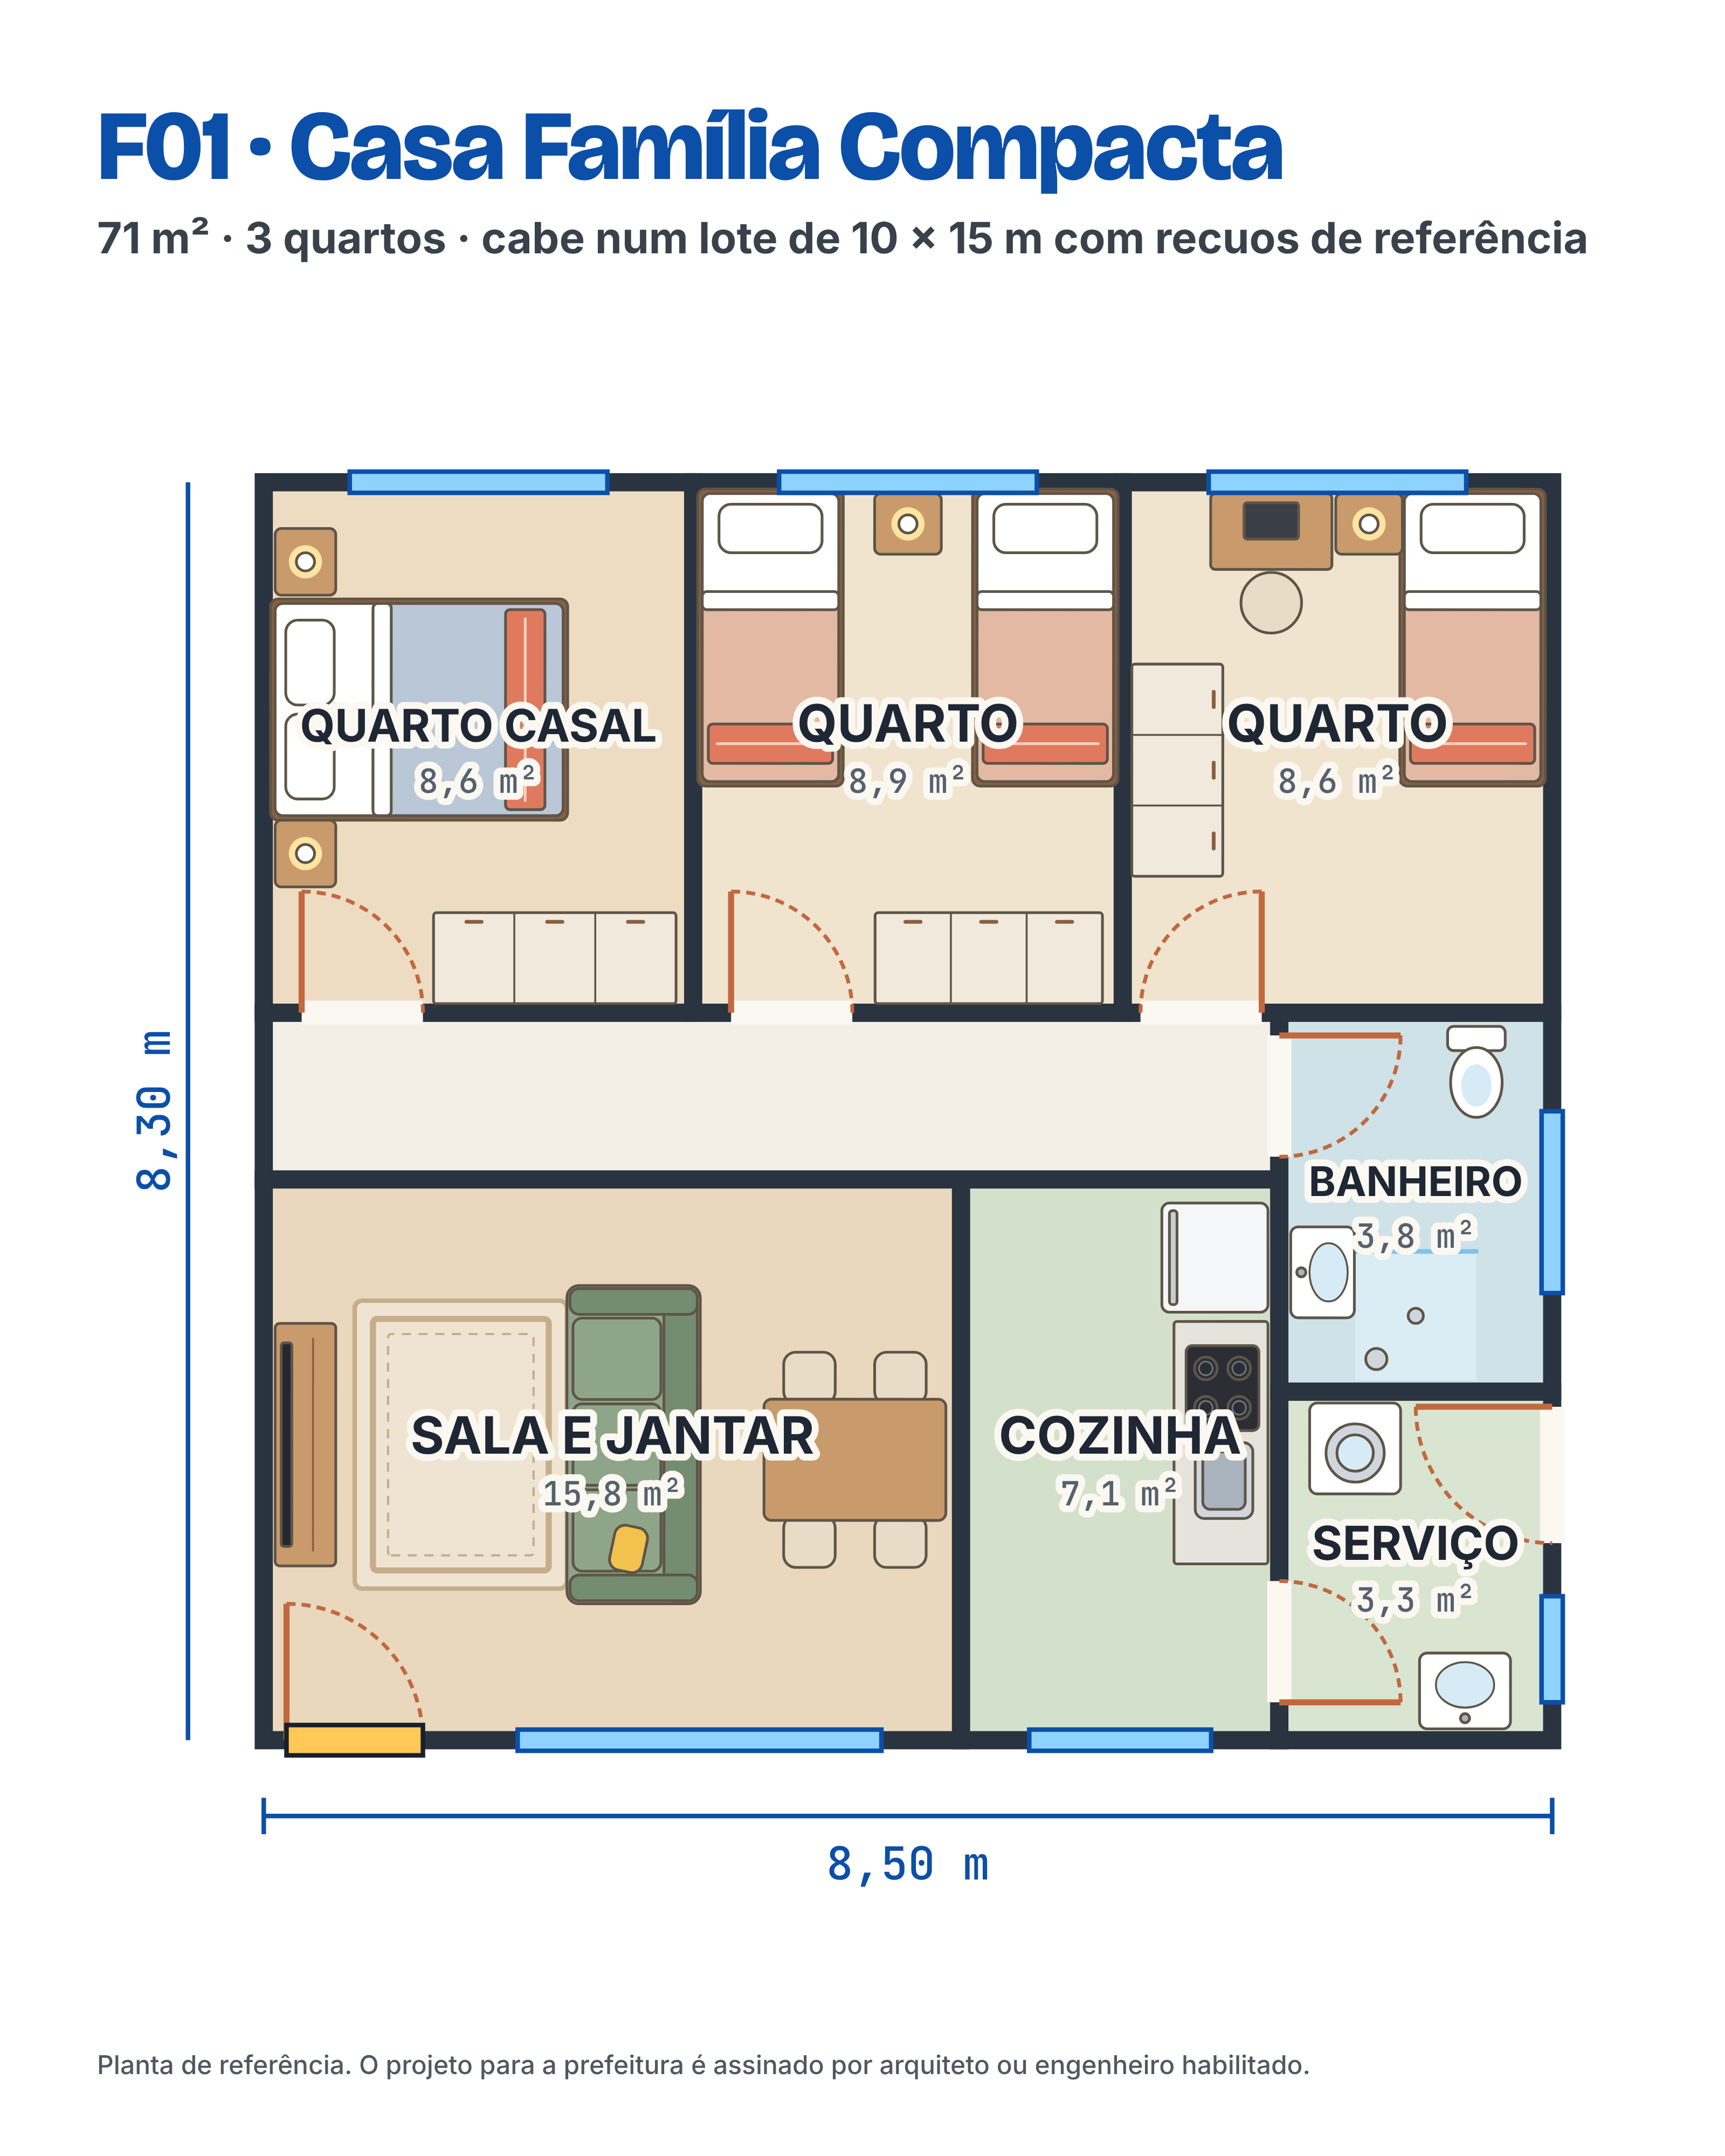 F01 · Casa Família Compacta
71 m² · 3 quartos · cabe num lote de 10 × 15 m com recuos de referência
QUARTO CASAL
8,6 m²
QUARTO
8,9 m²
QUARTO
8,6 m²
8,30 m
BANHEIRO
3,8 m²
SALA E JANTAR
15,8 m²
COZINHA
7,1 m²
SERVIÇO
3,3 m²
8,50 m
Planta de referência. O projeto para a prefeitura é assinado por arquiteto ou engenheiro habilitado.